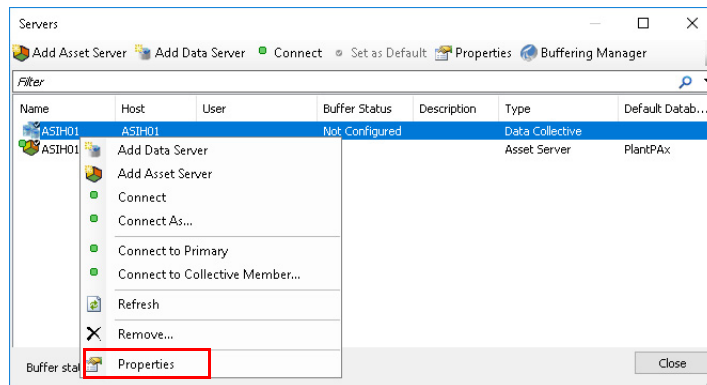 Servers
Add Asset Server Add Data Server Connect Set as Default Properties Buffering Manager
Filter
Name Host User Buffer Status Description Type Default Datab...
ASIH01 ASIH01 Not Configured Data Collective
ASIH01 Asset Server PlantPAx
Add Data Server
Add Asset Server
Connect
Connect As...
Connect to Primary
Connect to Collective Member...
Refresh
Remove...
Properties
Buffer stat
Close